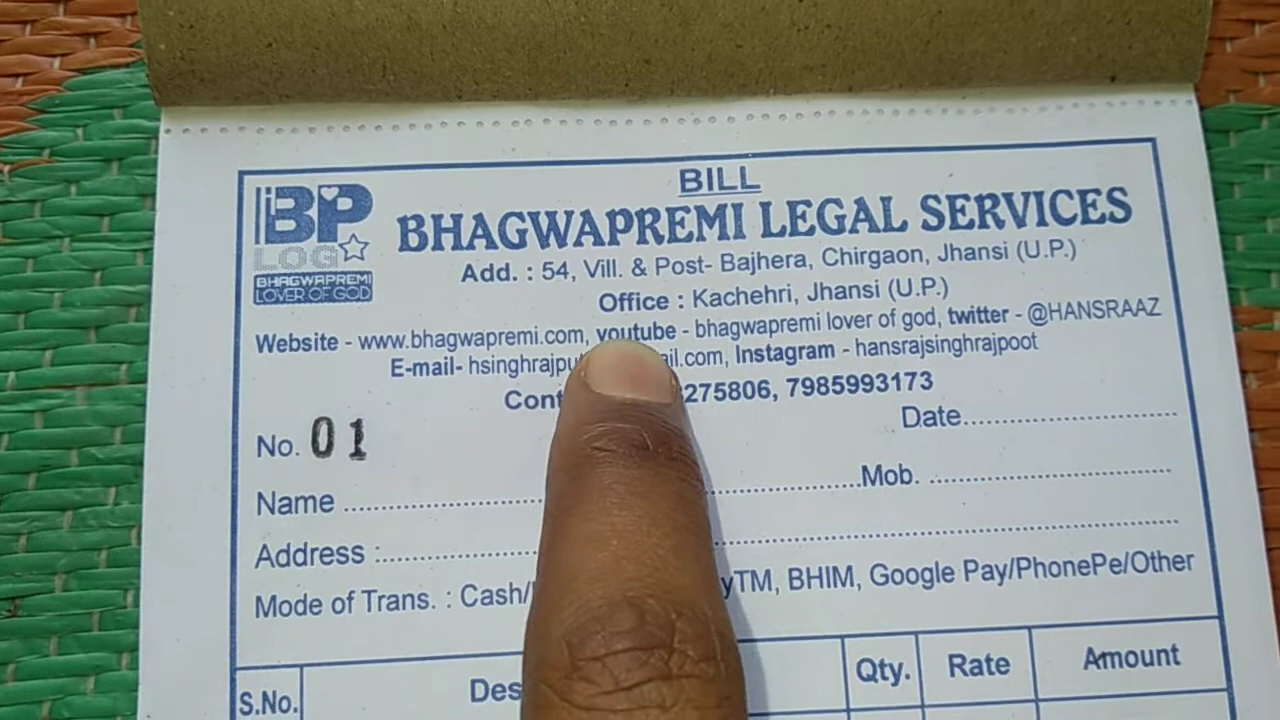 BILL
BP
LOG
BHAGWAPREMI
LOVER OF GOD
BHAGWAPREMI LEGAL SERVICES
Add. : 54, Vill. & Post- Bajhera, Chirgaon, Jhansi (U.P.)
Office : Kachehri, Jhansi (U.P.)
Website - www.bhagwapremi.com, youtube - bhagwapremi lover of god, twitter - @HANSRAAZ
E-mail- hsinghrajpu ail.com, Instagram - hansrajsinghrajpoot
Cont 275806, 7985993173
No. 01 Date
Name Mob.
Address :
Mode of Trans. : Cash/ yTM, BHIM, Google Pay/PhonePe/Other
S.No. Des Qty. Rate Amount